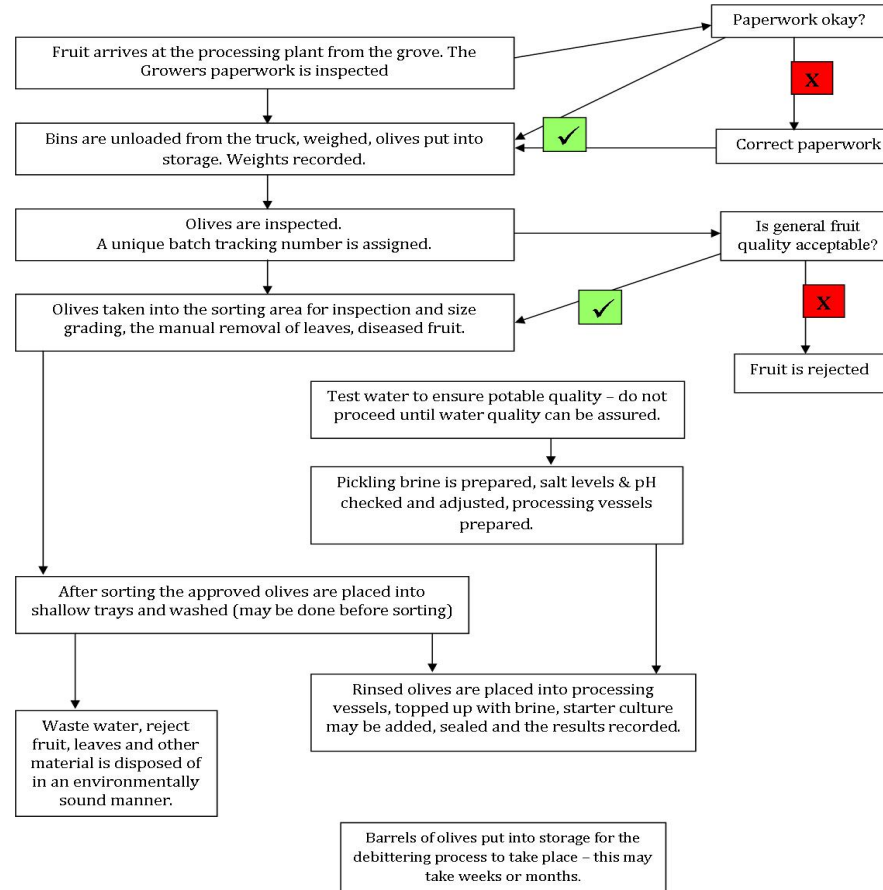 Paperwork okay?
Fruit arrives at the processing plant from the grove. The
Growers paperwork is inspected
X
Bins are unloaded from the truck, weighed, olives put into
storage. Weights recorded.
✓
Correct paperwork
Olives are inspected.
A unique batch tracking number is assigned.
Is general fruit
quality acceptable?
Olives taken into the sorting area for inspection and size
grading, the manual removal of leaves, diseased fruit.
✓
X
Fruit is rejected
Test water to ensure potable quality – do not
proceed until water quality can be assured.
Pickling brine is prepared, salt levels & pH
checked and adjusted, processing vessels
prepared.
After sorting the approved olives are placed into
shallow trays and washed (may be done before sorting)
Rinsed olives are placed into processing
vessels, topped up with brine, starter culture
may be added, sealed and the results recorded.
Waste water, reject
fruit, leaves and other
material is disposed of
in an environmentally
sound manner.
Barrels of olives put into storage for the
debittering process to take place – this may
take weeks or months.